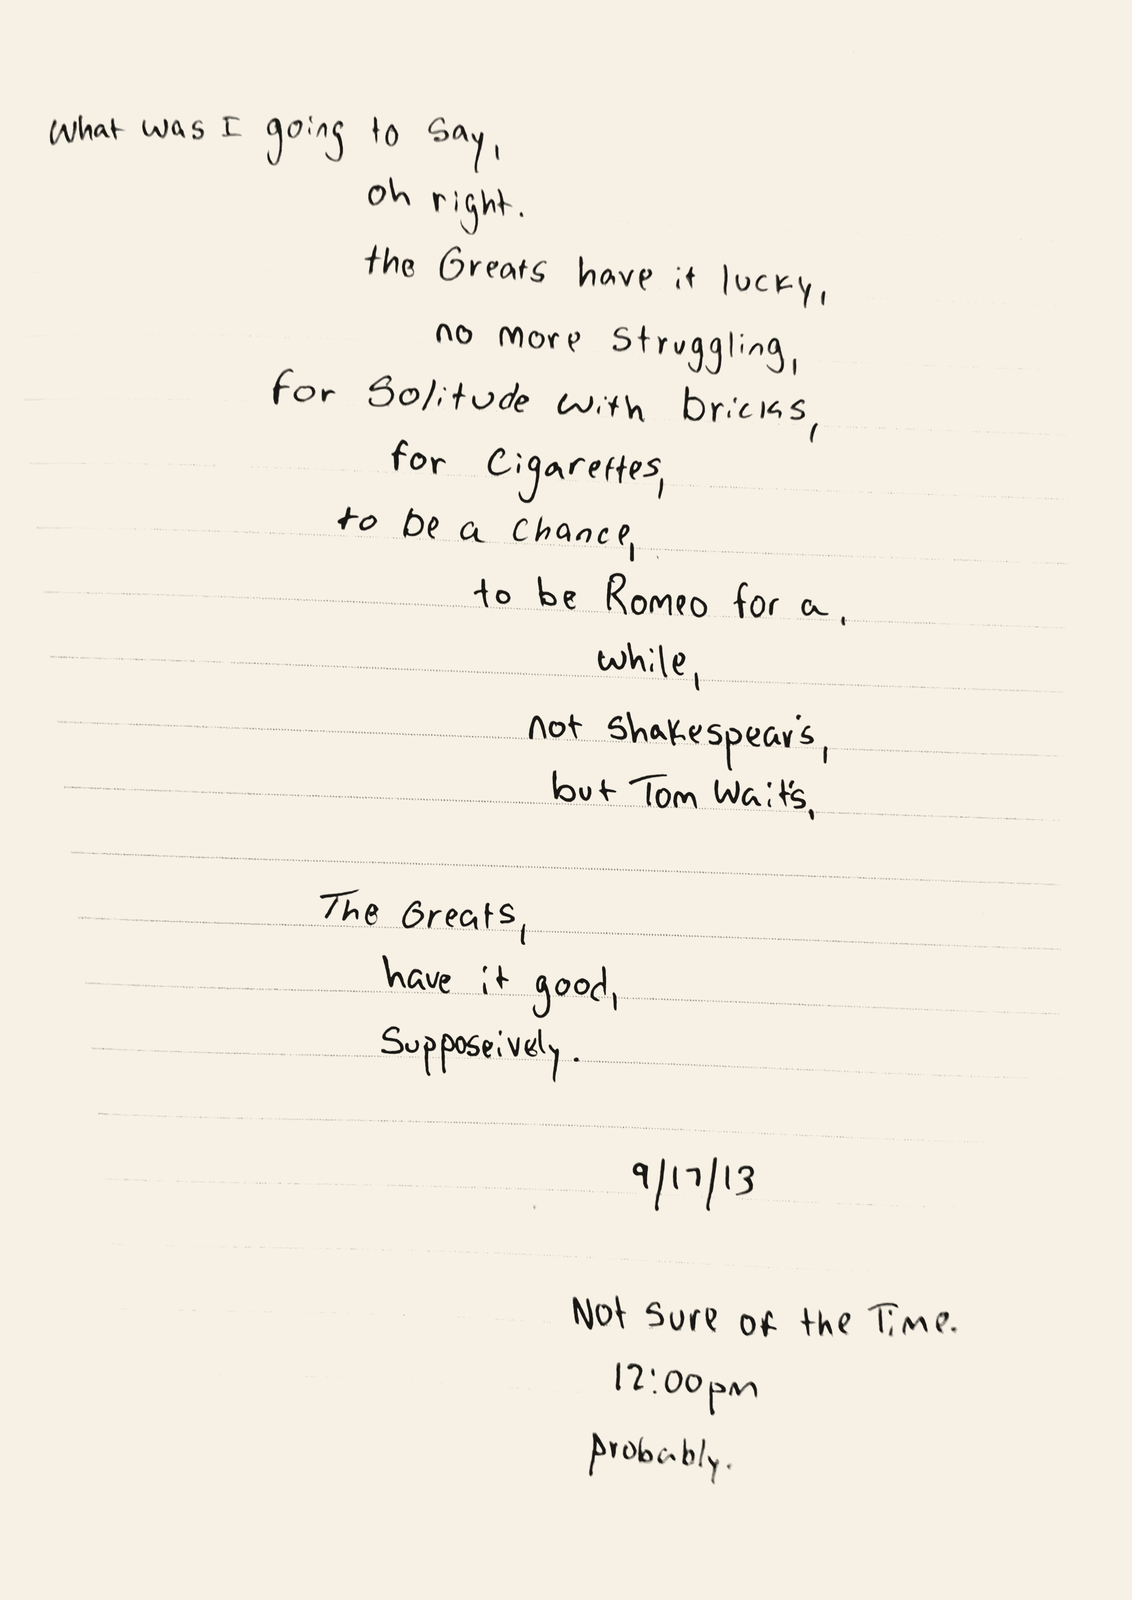 What was I going to say,
oh right.
the Greats have it lucky,
no more struggling,
for Solitude with bricks,
for Cigarettes,
to be a chance,
to be Romeo for a,
while,
not Shakespear's,
but Tom Wait's,
The Greats,
have it good,
Supposeively.
9/17/13
Not Sure of the Time.
12:00pm
probably.